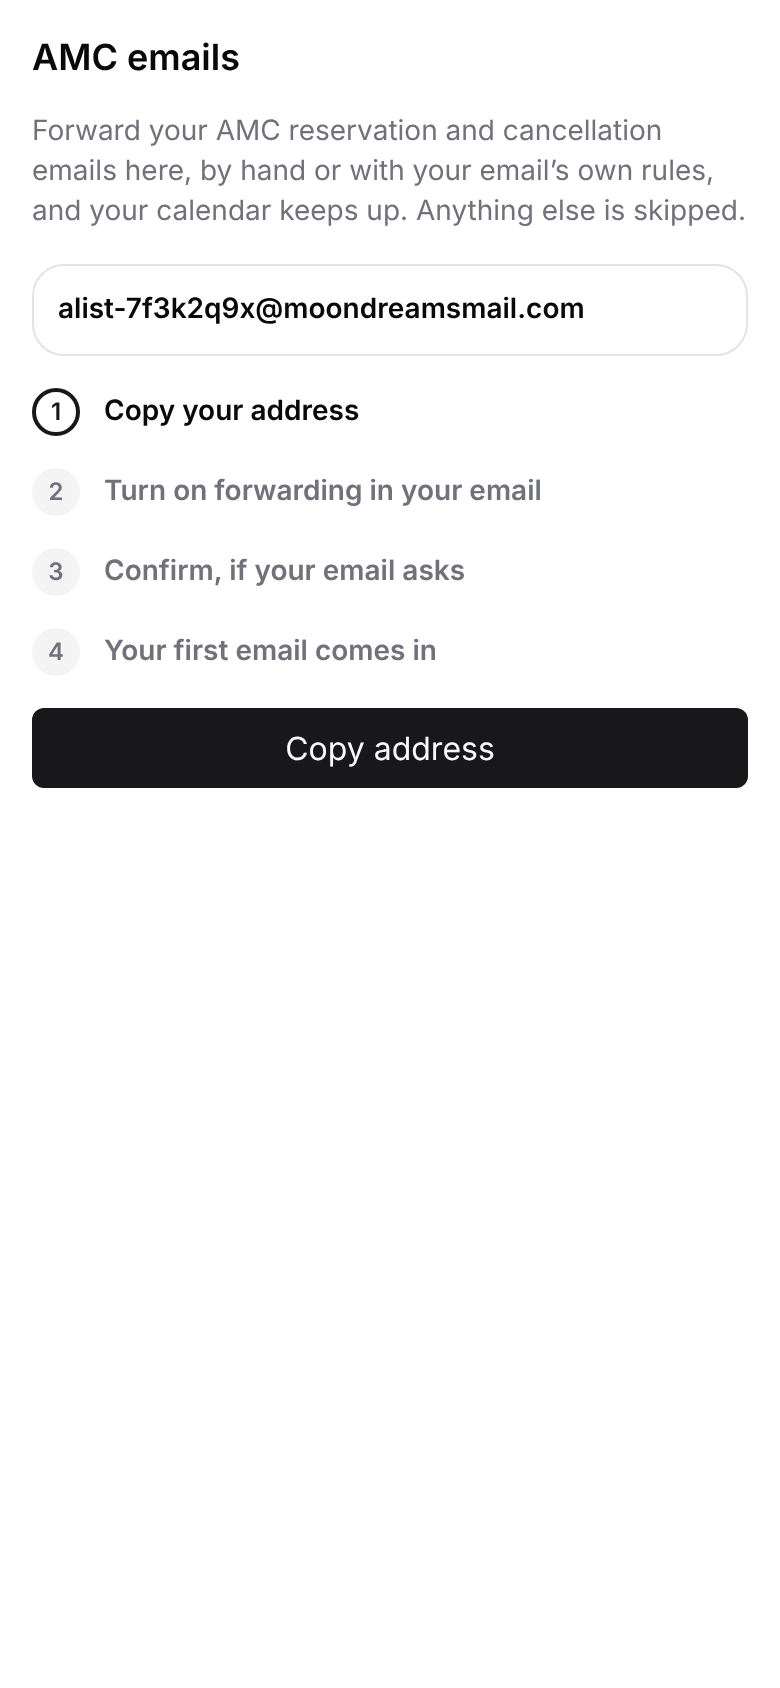 AMC emails
Forward your AMC reservation and cancellation
emails here, by hand or with your email’s own rules,
and your calendar keeps up. Anything else is skipped.
alist-7f3k2q9x@moondreamsmail.com
1 Copy your address
2 Turn on forwarding in your email
3 Confirm, if your email asks
4 Your first email comes in
Copy address